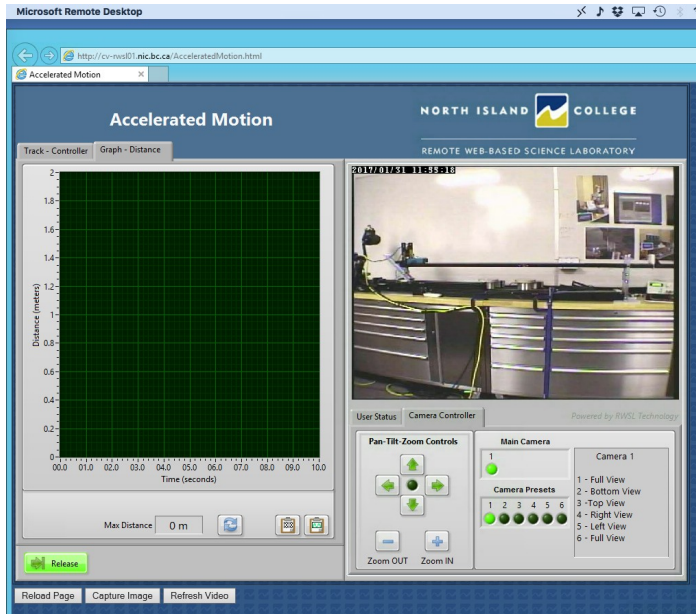 Microsoft Remote Desktop
http://cv-rwsl01.nic.bc.ca/AcceleratedMotion.html
Accelerated Motion
Accelerated Motion
NORTH ISLAND COLLEGE
REMOTE WEB-BASED SCIENCE LABORATORY
Track - Controller
Graph - Distance
2
1.8
1.6
1.4
1.2
1
0.8
0.6
0.4
0.2
0
Distance (meters)
00.0 01.0 02.0 03.0 04.0 05.0 06.0 07.0 08.0 09.0 10.0
Time (seconds)
Max Distance 0 m
Release
2017/01/31 11:55:18
User Status
Camera Controller
Powered by RWSL Technology
Pan-Tilt-Zoom Controls
Zoom OUT
Zoom IN
Main Camera
1
Camera Presets
1 2 3 4 5 6
Camera 1
1 - Full View
2 - Bottom View
3 -Top View
4 - Right View
5 - Left View
6 - Full View
Reload Page
Capture Image
Refresh Video